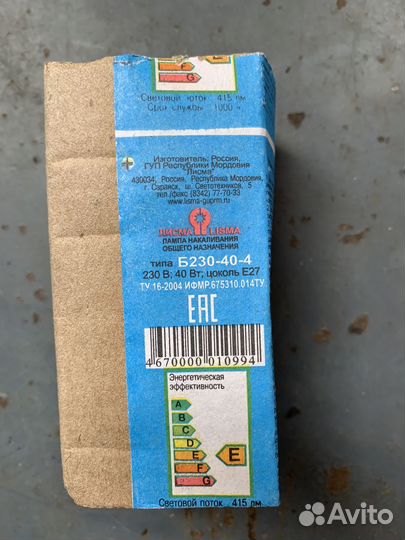 F
G
Световой поток 415 лм
Срок службы 1000 ч.
Изготовитель: Россия,
ГУП Республики Мордовия
"Лисма"
430034, Россия, Республика Мордовия,
г. Саранск, ш. Светотехников, 5
тел./факс (8342) 77-70-33
www.lisma-guprm.ru
ЛИСМА LISMA
ЛАМПА НАКАЛИВАНИЯ
ОБЩЕГО НАЗНАЧЕНИЯ
типа Б230-40-4
230 В; 40 Вт; цоколь Е27
ТУ 16-2004 ИФМР.675310.014ТУ
EAC
4670000010994
Энергетическая
эффективность
A
B
C
D
E E
F
G
Световой поток 415 лм
Avito